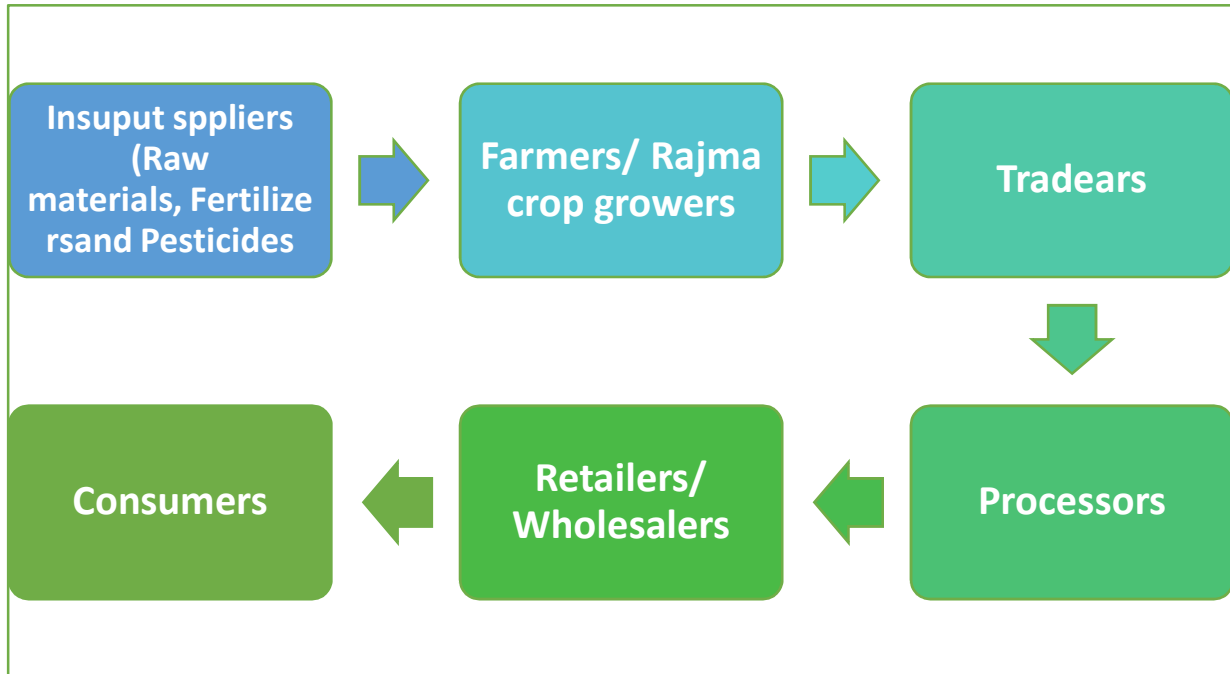 Insuput sppliers
(Raw
materials, Fertilize
rsand Pesticides
Farmers/ Rajma
crop growers
Tradears
Processors
Retailers/
Wholesalers
Consumers